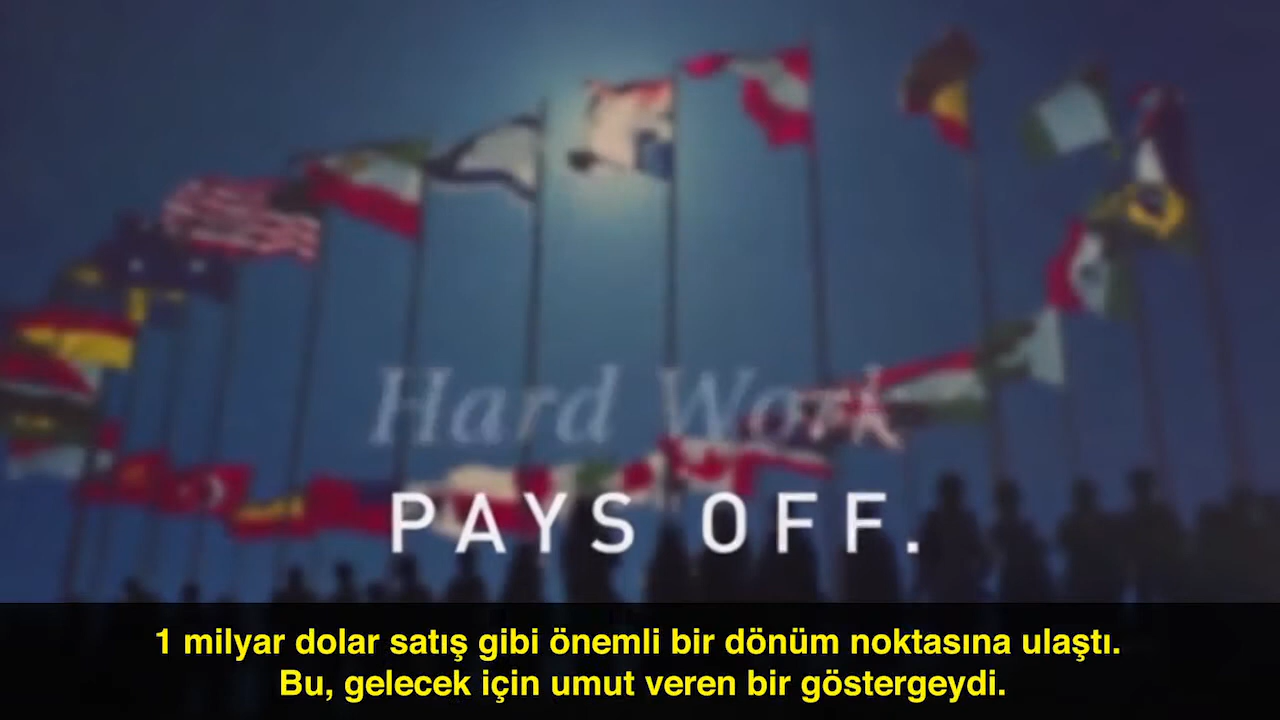 Hard Work
PAYS OFF.
1 milyar dolar satış gibi önemli bir dönüm noktasına ulaştı.
Bu, gelecek için umut veren bir göstergeydi.